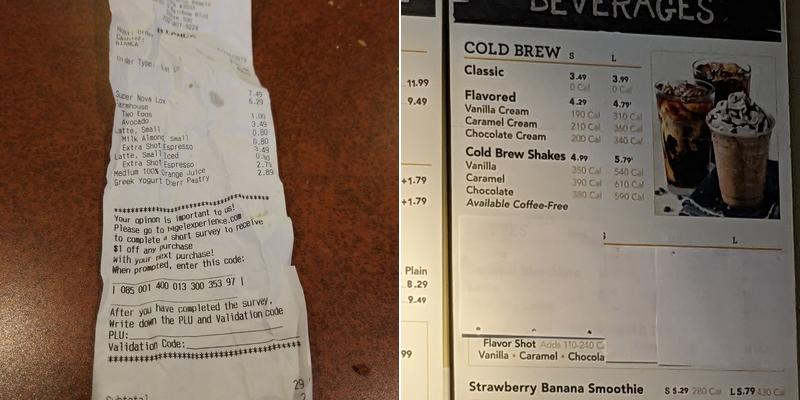 BIANCA
Order Type:
Super Nova Lox 7.49
Farmhouse 6.29
Two Eggs
Avocado 1.00
Latte, Small 3.49
Milk Almond Small 0.80
Extra Shot Espresso 0.80
Latte, Small Iced 3.49
Extra Shot Espresso
Medium 100% Orange Juice
Greek Yogurt Cherr Pastry 2.89
Your opinon is important to us!
Please go to bagelexperience.com
to complete a short survey to receive
$1 off any purchase
with your next purchase!
When prompted, enter this code:
| 085 001 400 013 300 353 97 |
After you have completed the survey,
Write down the PLU and Validation code
PLU:
Validation Code:
Subtotal 29
BEVERAGES
COLD BREW S L
Classic 3.49 3.99
0 Cal 0 Cal
Flavored 4.29 4.79
Vanilla Cream 190 Cal 310 Cal
Caramel Cream 210 Cal 360 Cal
Chocolate Cream 200 Cal 340 Cal
Cold Brew Shakes 4.99 5.79
Vanilla 350 Cal 540 Cal
Caramel 390 Cal 610 Cal
Chocolate 380 Cal 590 Cal
Available Coffee-Free
L
Flavor Shot Adds 110-240 C
Vanilla • Caramel • Chocola
Strawberry Banana Smoothie S 5.29 280 Cal L 5.79 430 Cal
11.99
9.49
+1.79
+1.79
Plain
8.29
9.49
99